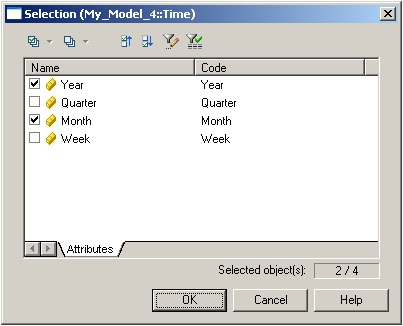 Selection (My_Model_4::Time)
Name Code
Year Year
Quarter Quarter
Month Month
Week Week
Attributes
Selected object(s): 2 / 4
OK Cancel Help